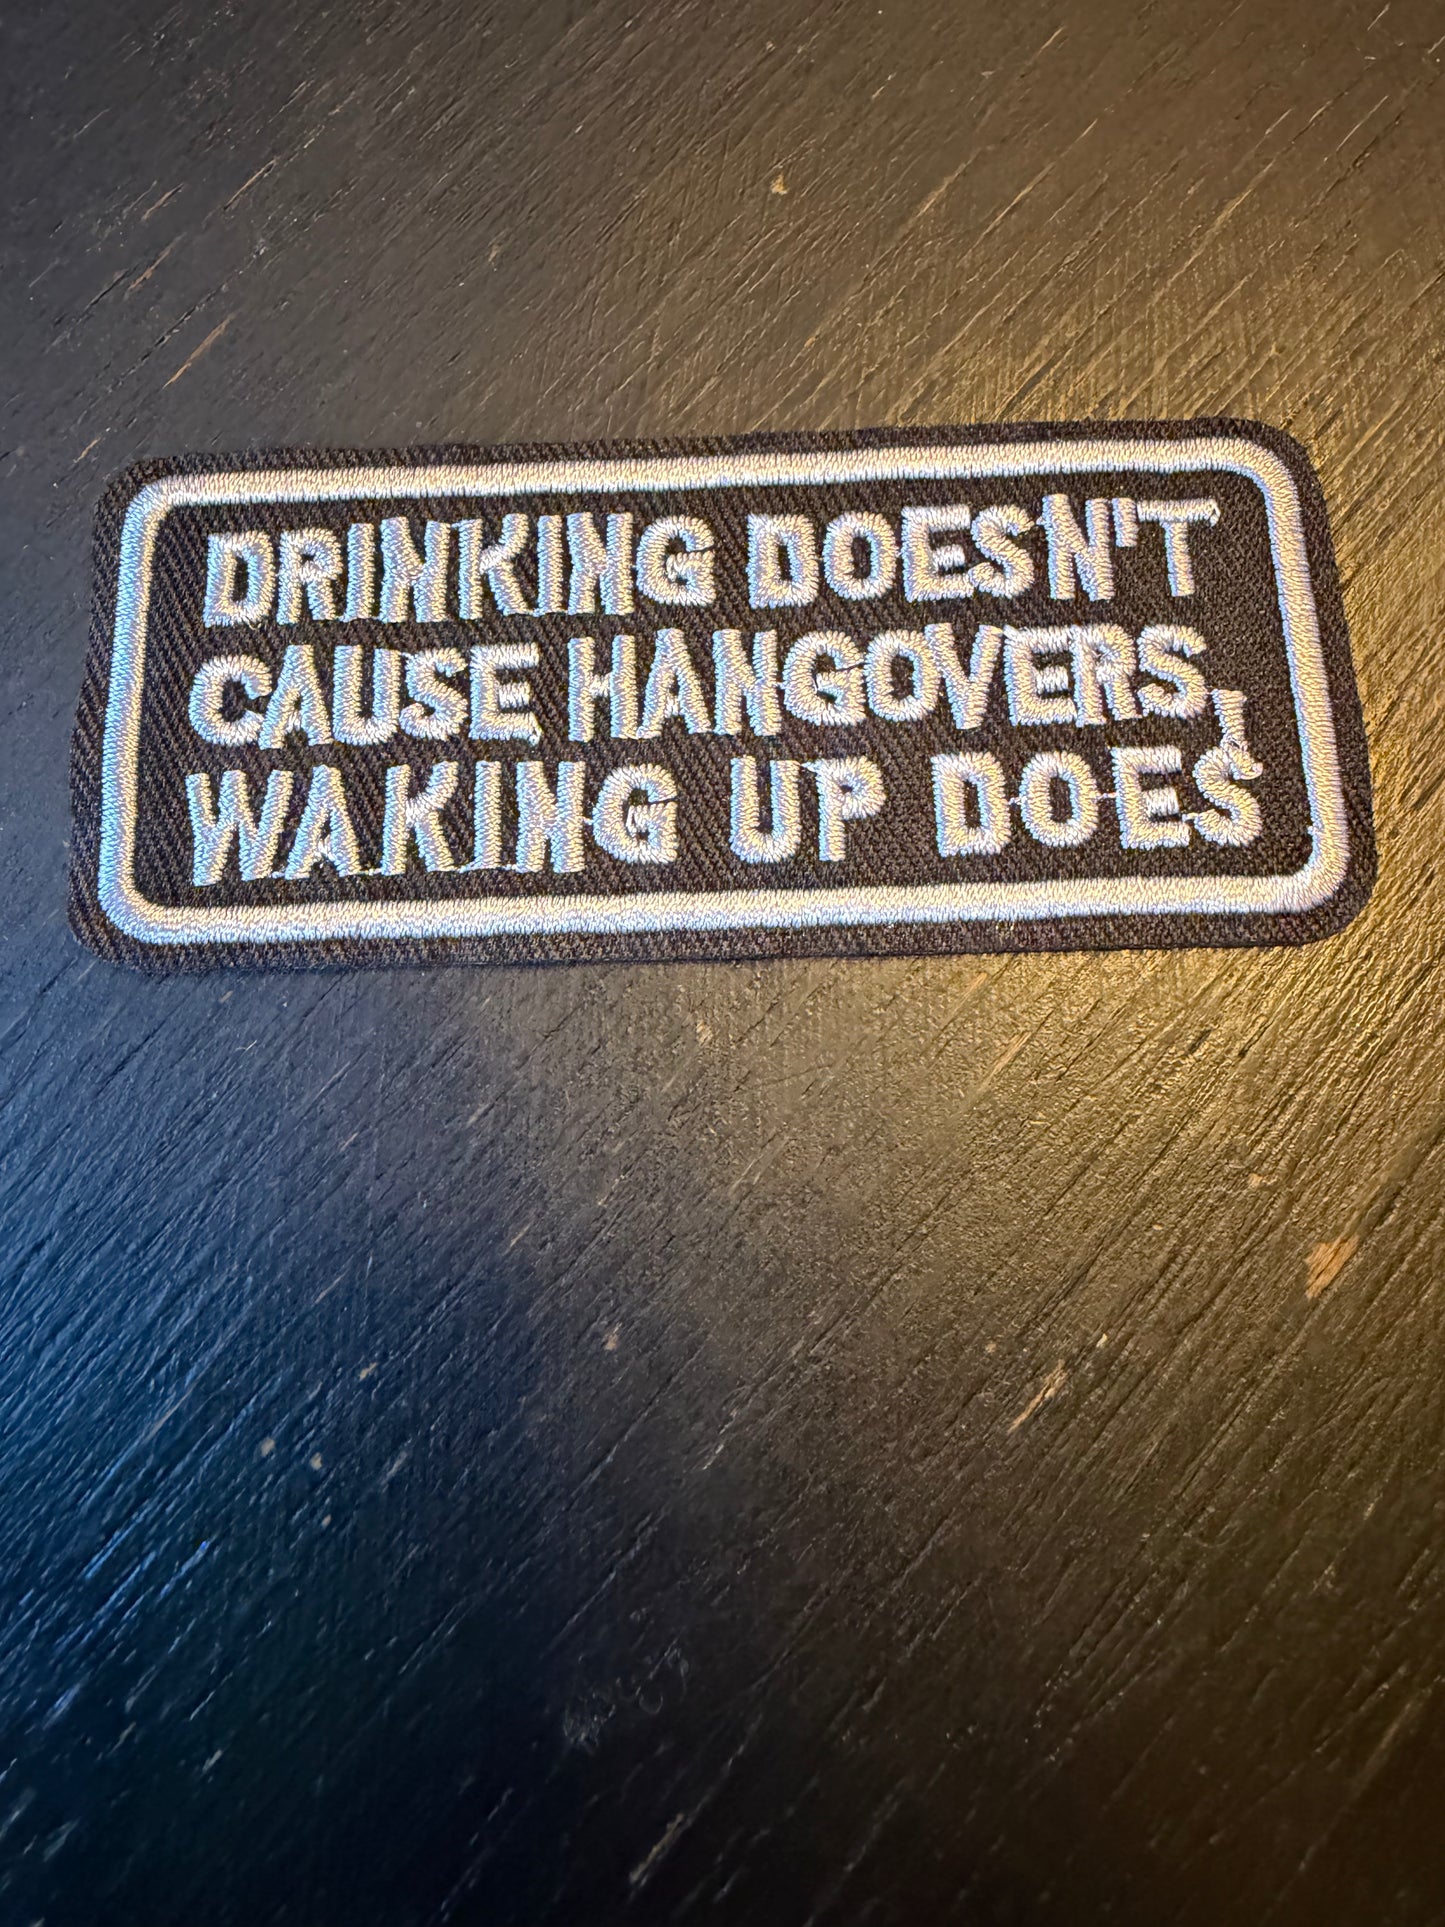 DRINKING DOESN'T
CAUSE HANGOVERS,
WAKING UP DOES